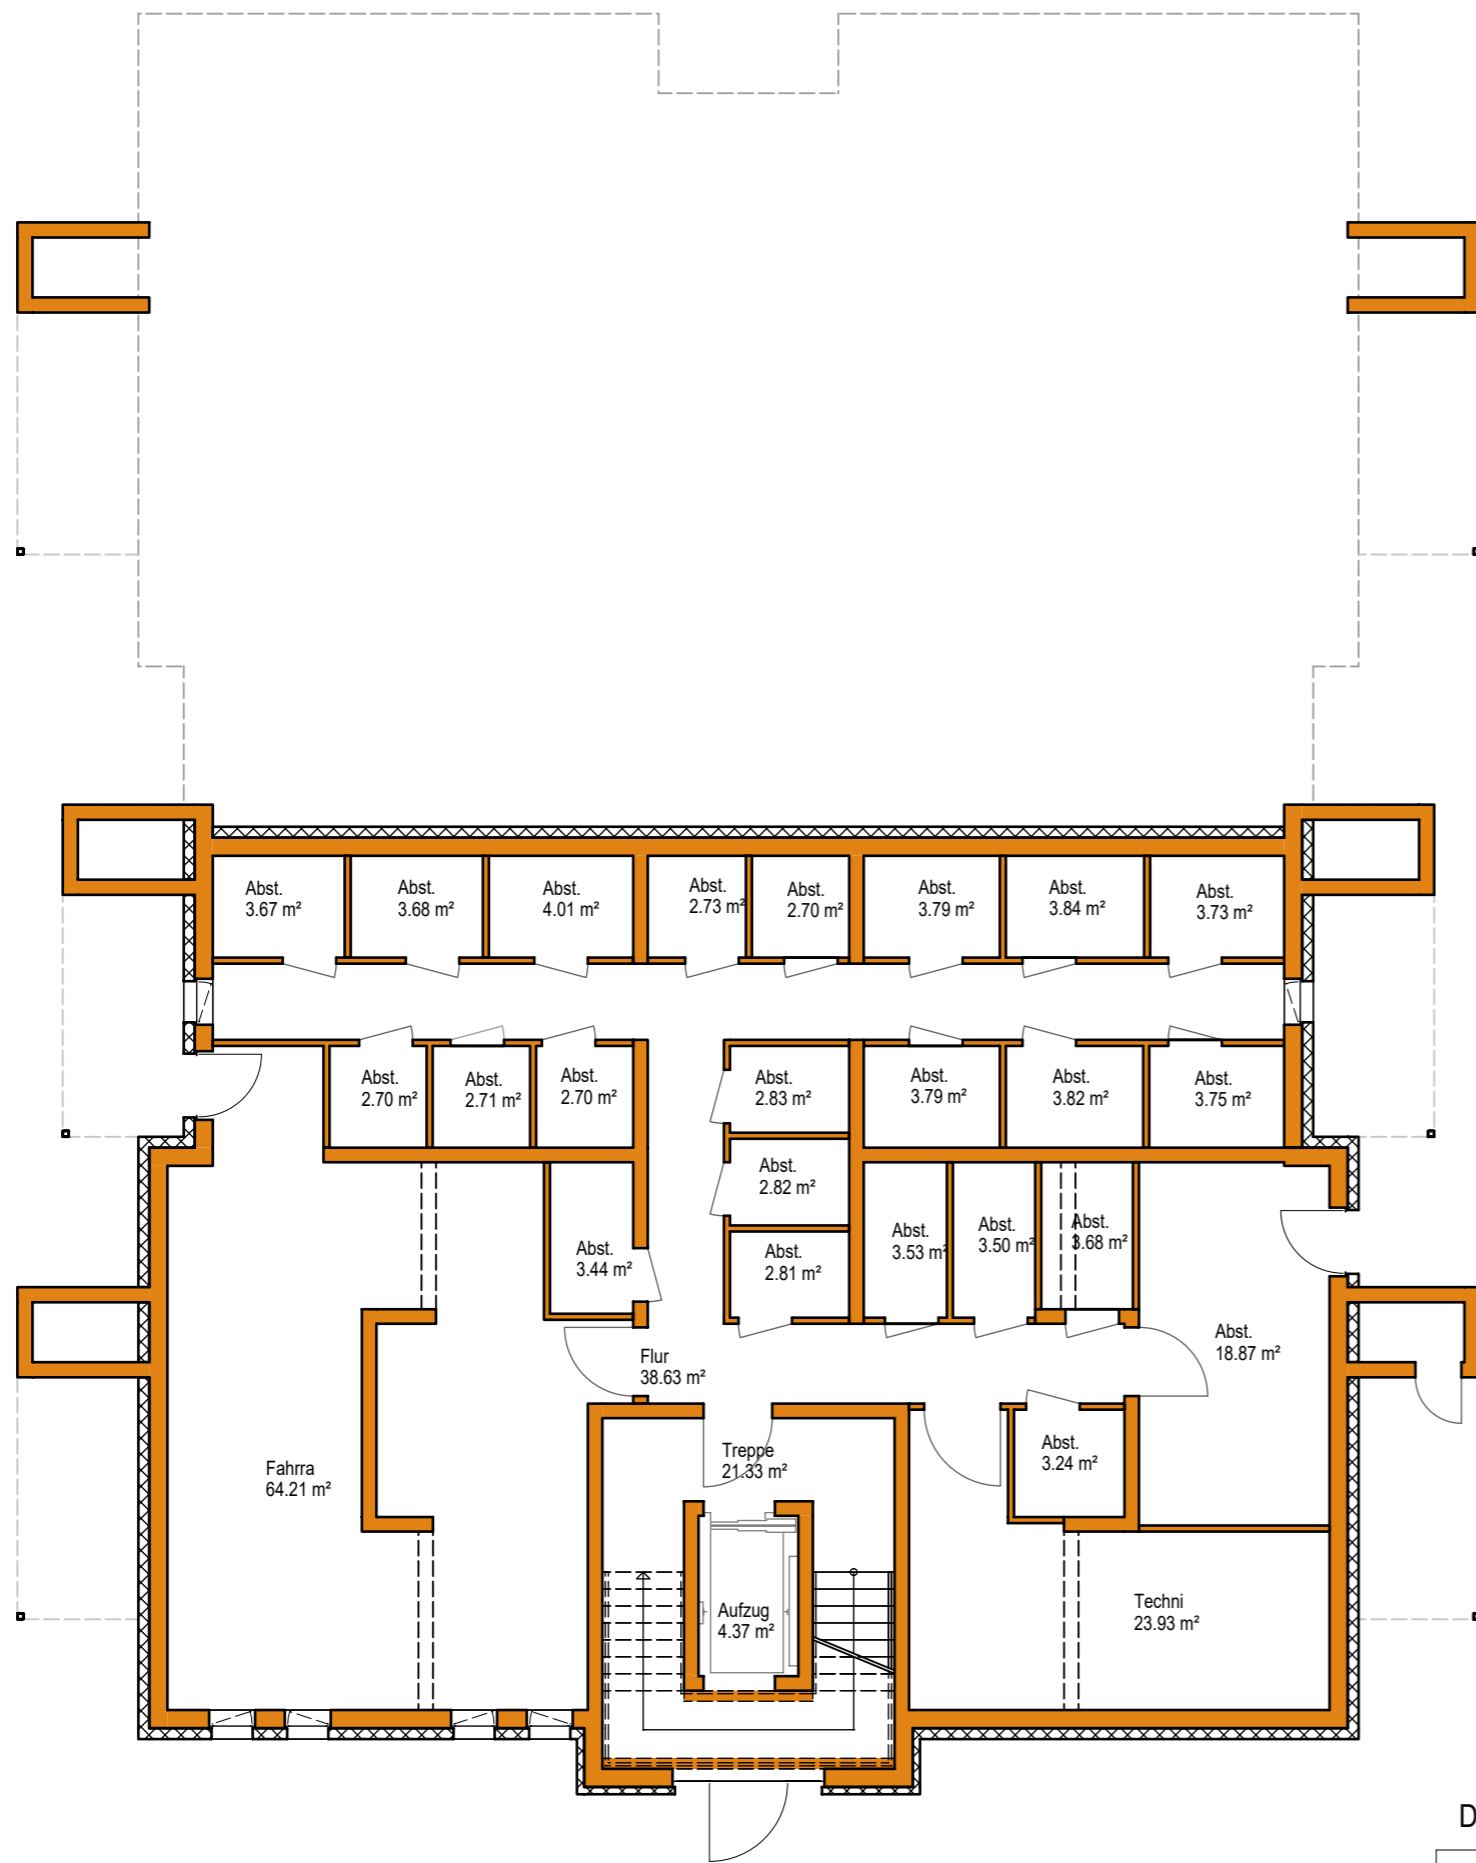 Abst.
3.67 m²
Abst.
3.68 m²
Abst.
4.01 m²
Abst.
2.73 m²
Abst.
2.70 m²
Abst.
3.79 m²
Abst.
3.84 m²
Abst.
3.73 m²
Abst.
2.70 m²
Abst.
2.71 m²
Abst.
2.70 m²
Abst.
2.83 m²
Abst.
3.79 m²
Abst.
3.82 m²
Abst.
3.75 m²
Abst.
2.82 m²
Abst.
3.44 m²
Abst.
2.81 m²
Abst.
3.53 m²
Abst.
3.50 m²
Abst.
3.68 m²
Abst.
18.87 m²
Flur
38.63 m²
Treppe
21.33 m²
Abst.
3.24 m²
Fahrra
64.21 m²
Aufzug
4.37 m²
Techni
23.93 m²
D